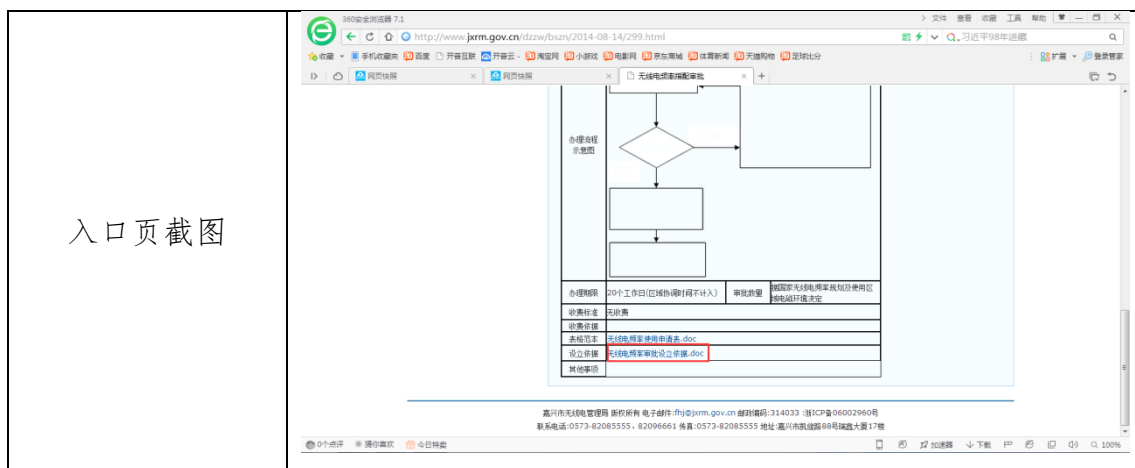 入口页截图
360安全浏览器 7.1
文件 查看 收藏 工具 帮助
http://www.jxrm.gov.cn/dzzw/bszn/2014-08-14/299.html
习近平98年进藏
收藏 手机收藏夹 百度 开普互联 开普云 - 淘宝网 小游戏 电影网 京东商城 体育新闻 天猫购物 足球比分
扩展 登录管家
网页快照 网页快照 无线电频率指配审批
办理流程
示意图
办理期限 20个工作日(区域协调时间不计入) 审批数量 据国家无线电频率规划及使用区
域电磁环境决定
收费标准 无收费
收费依据
表格范本 无线电频率使用申请表.doc
设立依据 无线电频率审批设立依据.doc
其他事项
嘉兴市无线电管理局 版权所有 电子邮件:fhj@jxrm.gov.cn 邮政编码:314033 :浙ICP备06002960号
联系电话:0573-82085555、82096661 传真:0573-82085555 地址:嘉兴市凯旋路88号瑞鑫大厦17楼
0个点评 猜你喜欢 今日特卖
加速器 下载 100%